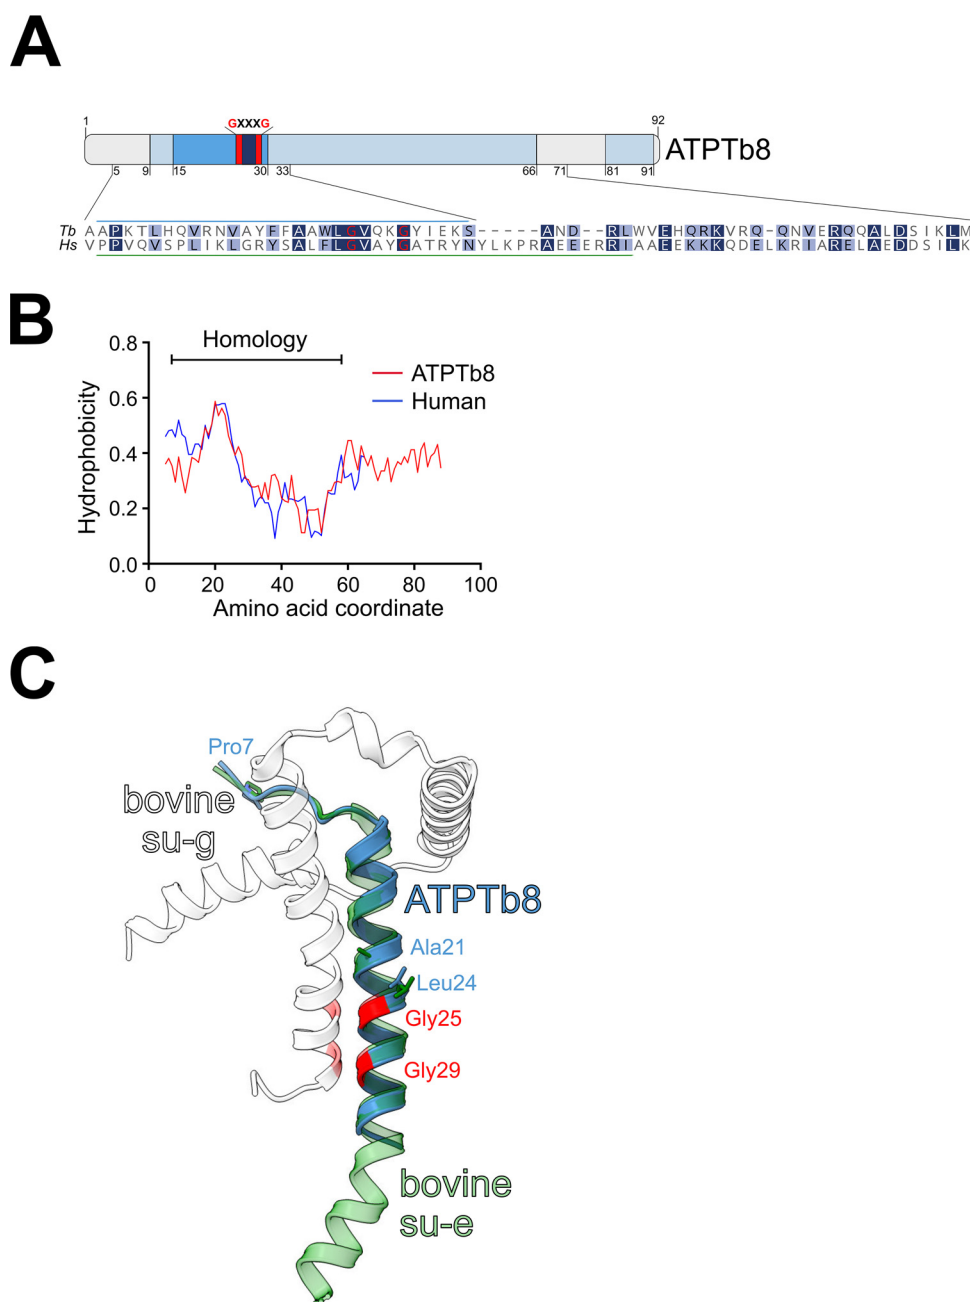 A
GXXXG
1 92
ATPTb8
5 9 15 30 33 66 71 81 91
Tb AAPKTLHQVRNVAYFFAAWLGVQKGYIEKS-----AND--RLWVEHQRKVRQ-QNVERQQALDSIKLM
Hs VPPVQVSPLIKLGRYSALFLGVAYGATRYNYLKPRAEEERRIAAEEKKKQDELKRIARELAEDDSILK
B
0.8
Homology
ATPTb8
0.6
Human
0.4
0.2
0.0
Hydrophobicity
0 20 40 60 80 100
Amino acid coordinate
C
Pro7
bovine
su-g
ATPTb8
Ala21
Leu24
Gly25
Gly29
bovine
su-e